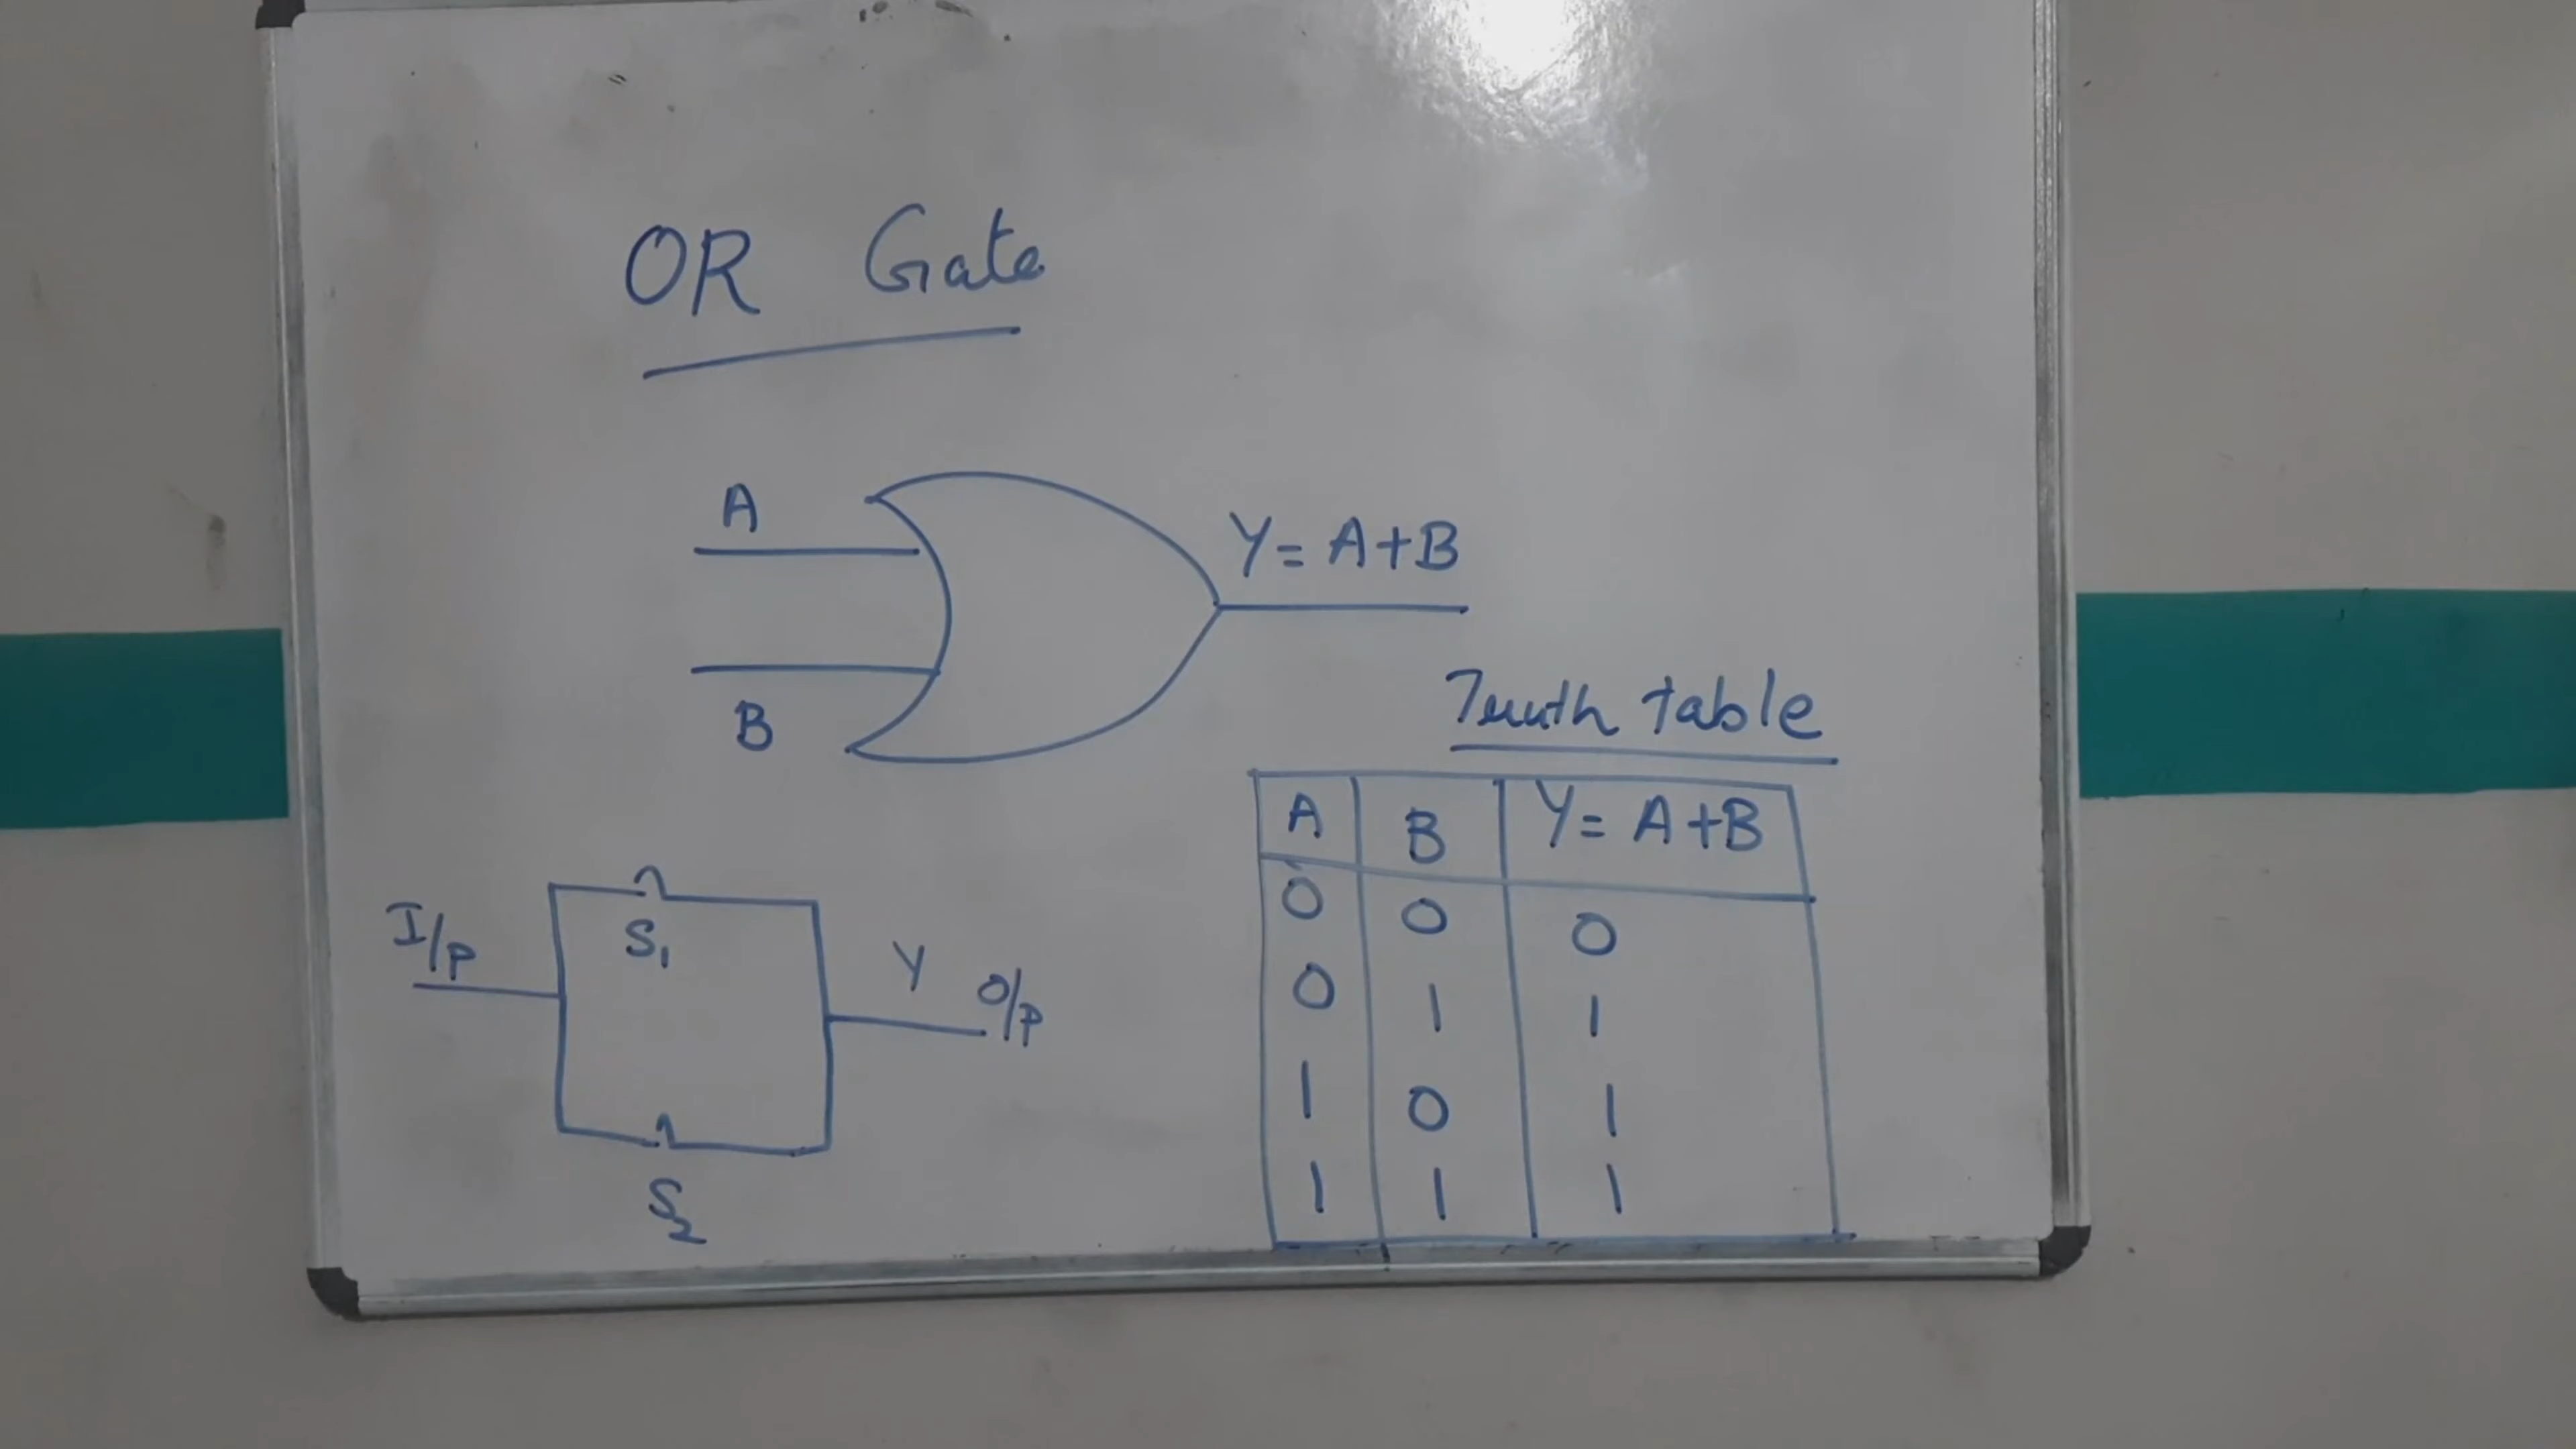 OR Gate
A
Y = A+B
B
Truth table
A B Y = A+B
0 0 0
0 1 1
1 0 1
1 1 1
I/P
S1
Y O/P
S2